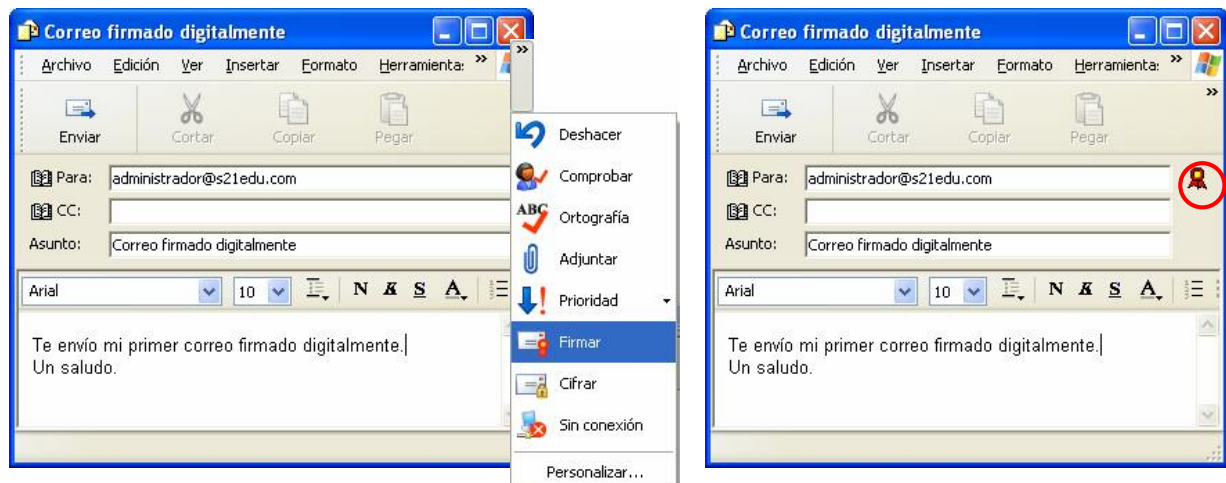 Correo firmado digitalmente
Archivo Edición Ver Insertar Formato Herramienta: »
»
Enviar Cortar Copiar Pegar
Para: administrador@s21edu.com
CC:
Asunto: Correo firmado digitalmente
Arial 10 N K S A
Te envío mi primer correo firmado digitalmente.
Un saludo.
Deshacer
Comprobar
ABC Ortografía
Adjuntar
Prioridad
Firmar
Cifrar
Sin conexión
Personalizar...
Correo firmado digitalmente
Archivo Edición Ver Insertar Formato Herramienta: »
Enviar Cortar Copiar Pegar »
Para: administrador@s21edu.com
CC:
Asunto: Correo firmado digitalmente
Arial 10 N K S A
Te envío mi primer correo firmado digitalmente.
Un saludo.